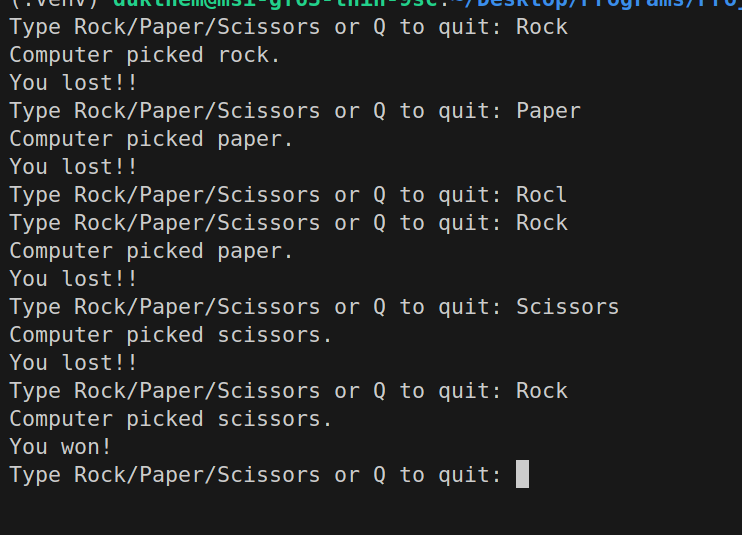 (.venv)
Type Rock/Paper/Scissors or Q to quit: Rock
Computer picked rock.
You lost!!
Type Rock/Paper/Scissors or Q to quit: Paper
Computer picked paper.
You lost!!
Type Rock/Paper/Scissors or Q to quit: Rocl
Type Rock/Paper/Scissors or Q to quit: Rock
Computer picked paper.
You lost!!
Type Rock/Paper/Scissors or Q to quit: Scissors
Computer picked scissors.
You lost!!
Type Rock/Paper/Scissors or Q to quit: Rock
Computer picked scissors.
You won!
Type Rock/Paper/Scissors or Q to quit: